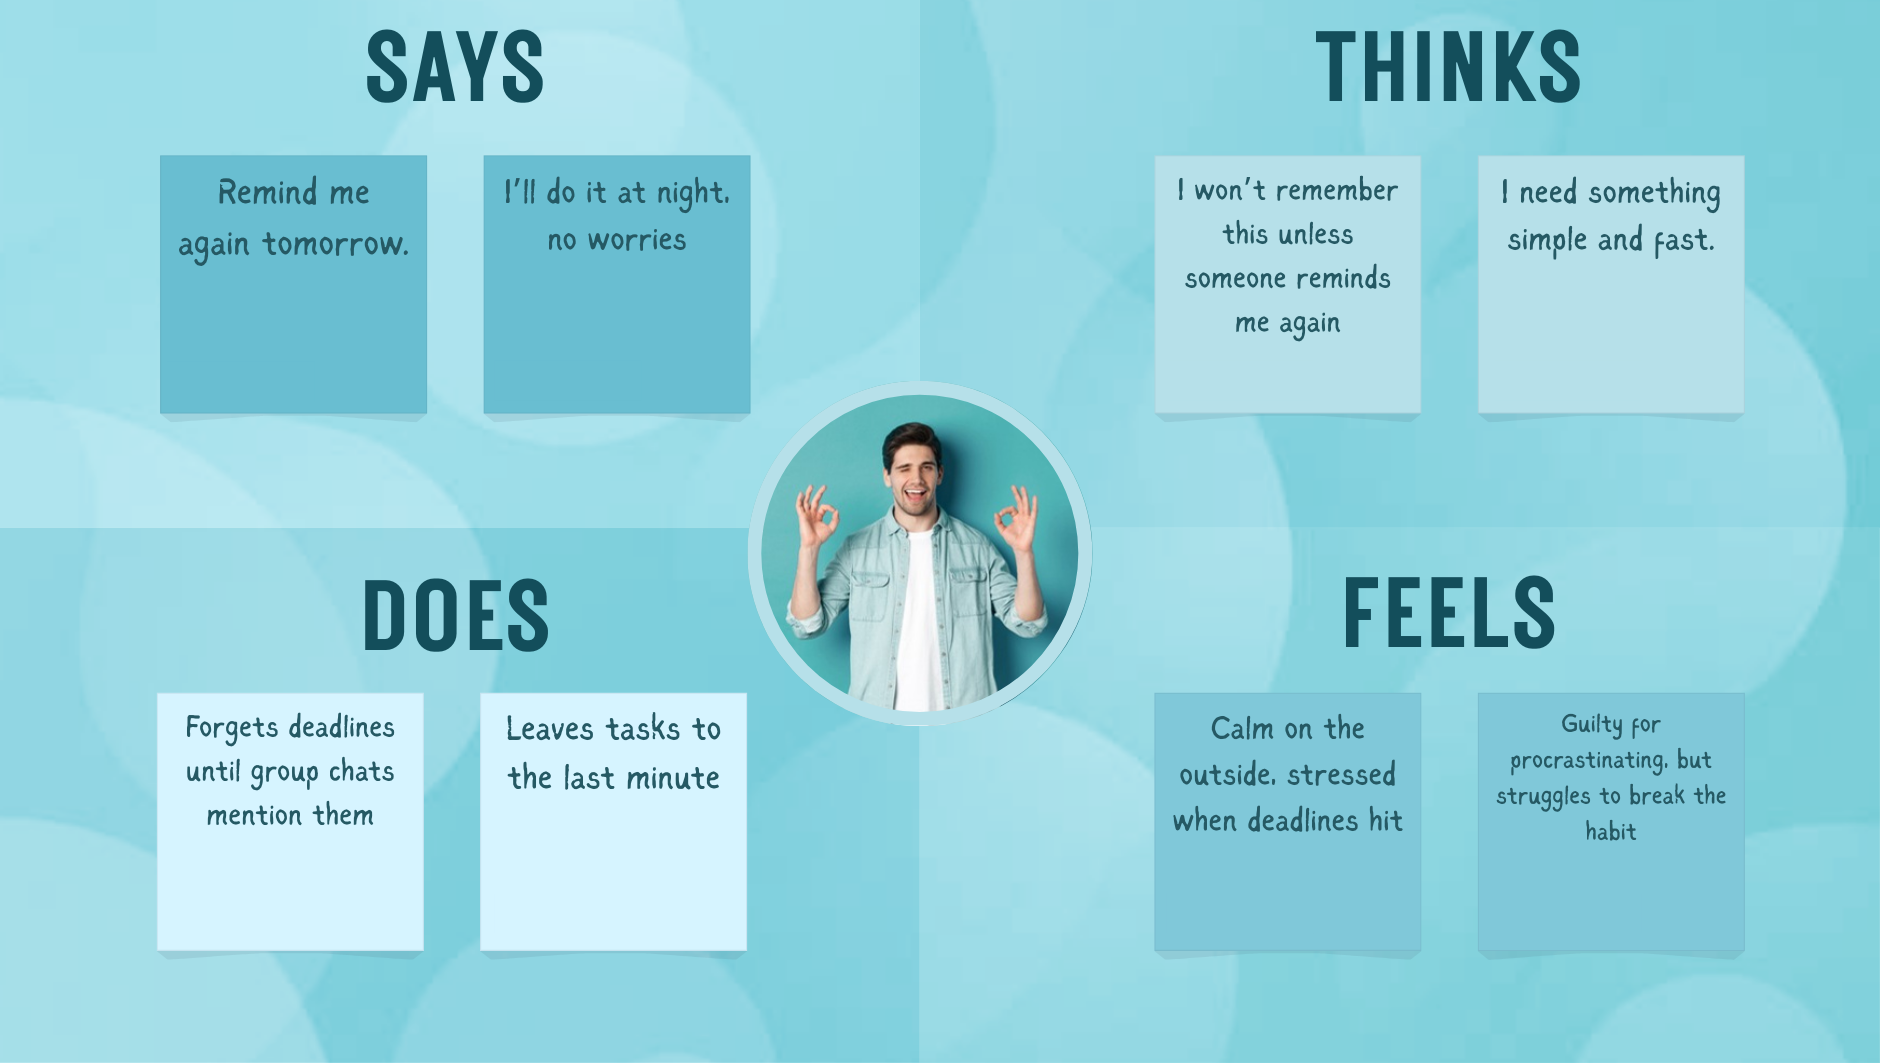 SAYS
Remind me
again tomorrow.
I'll do it at night,
no worries
THINKS
I won't remember
this unless
someone reminds
me again
I need something
simple and fast.
DOES
Forgets deadlines
until group chats
mention them
Leaves tasks to
the last minute
FEELS
Calm on the
outside, stressed
when deadlines hit
Guilty for
procrastinating, but
struggles to break the
habit